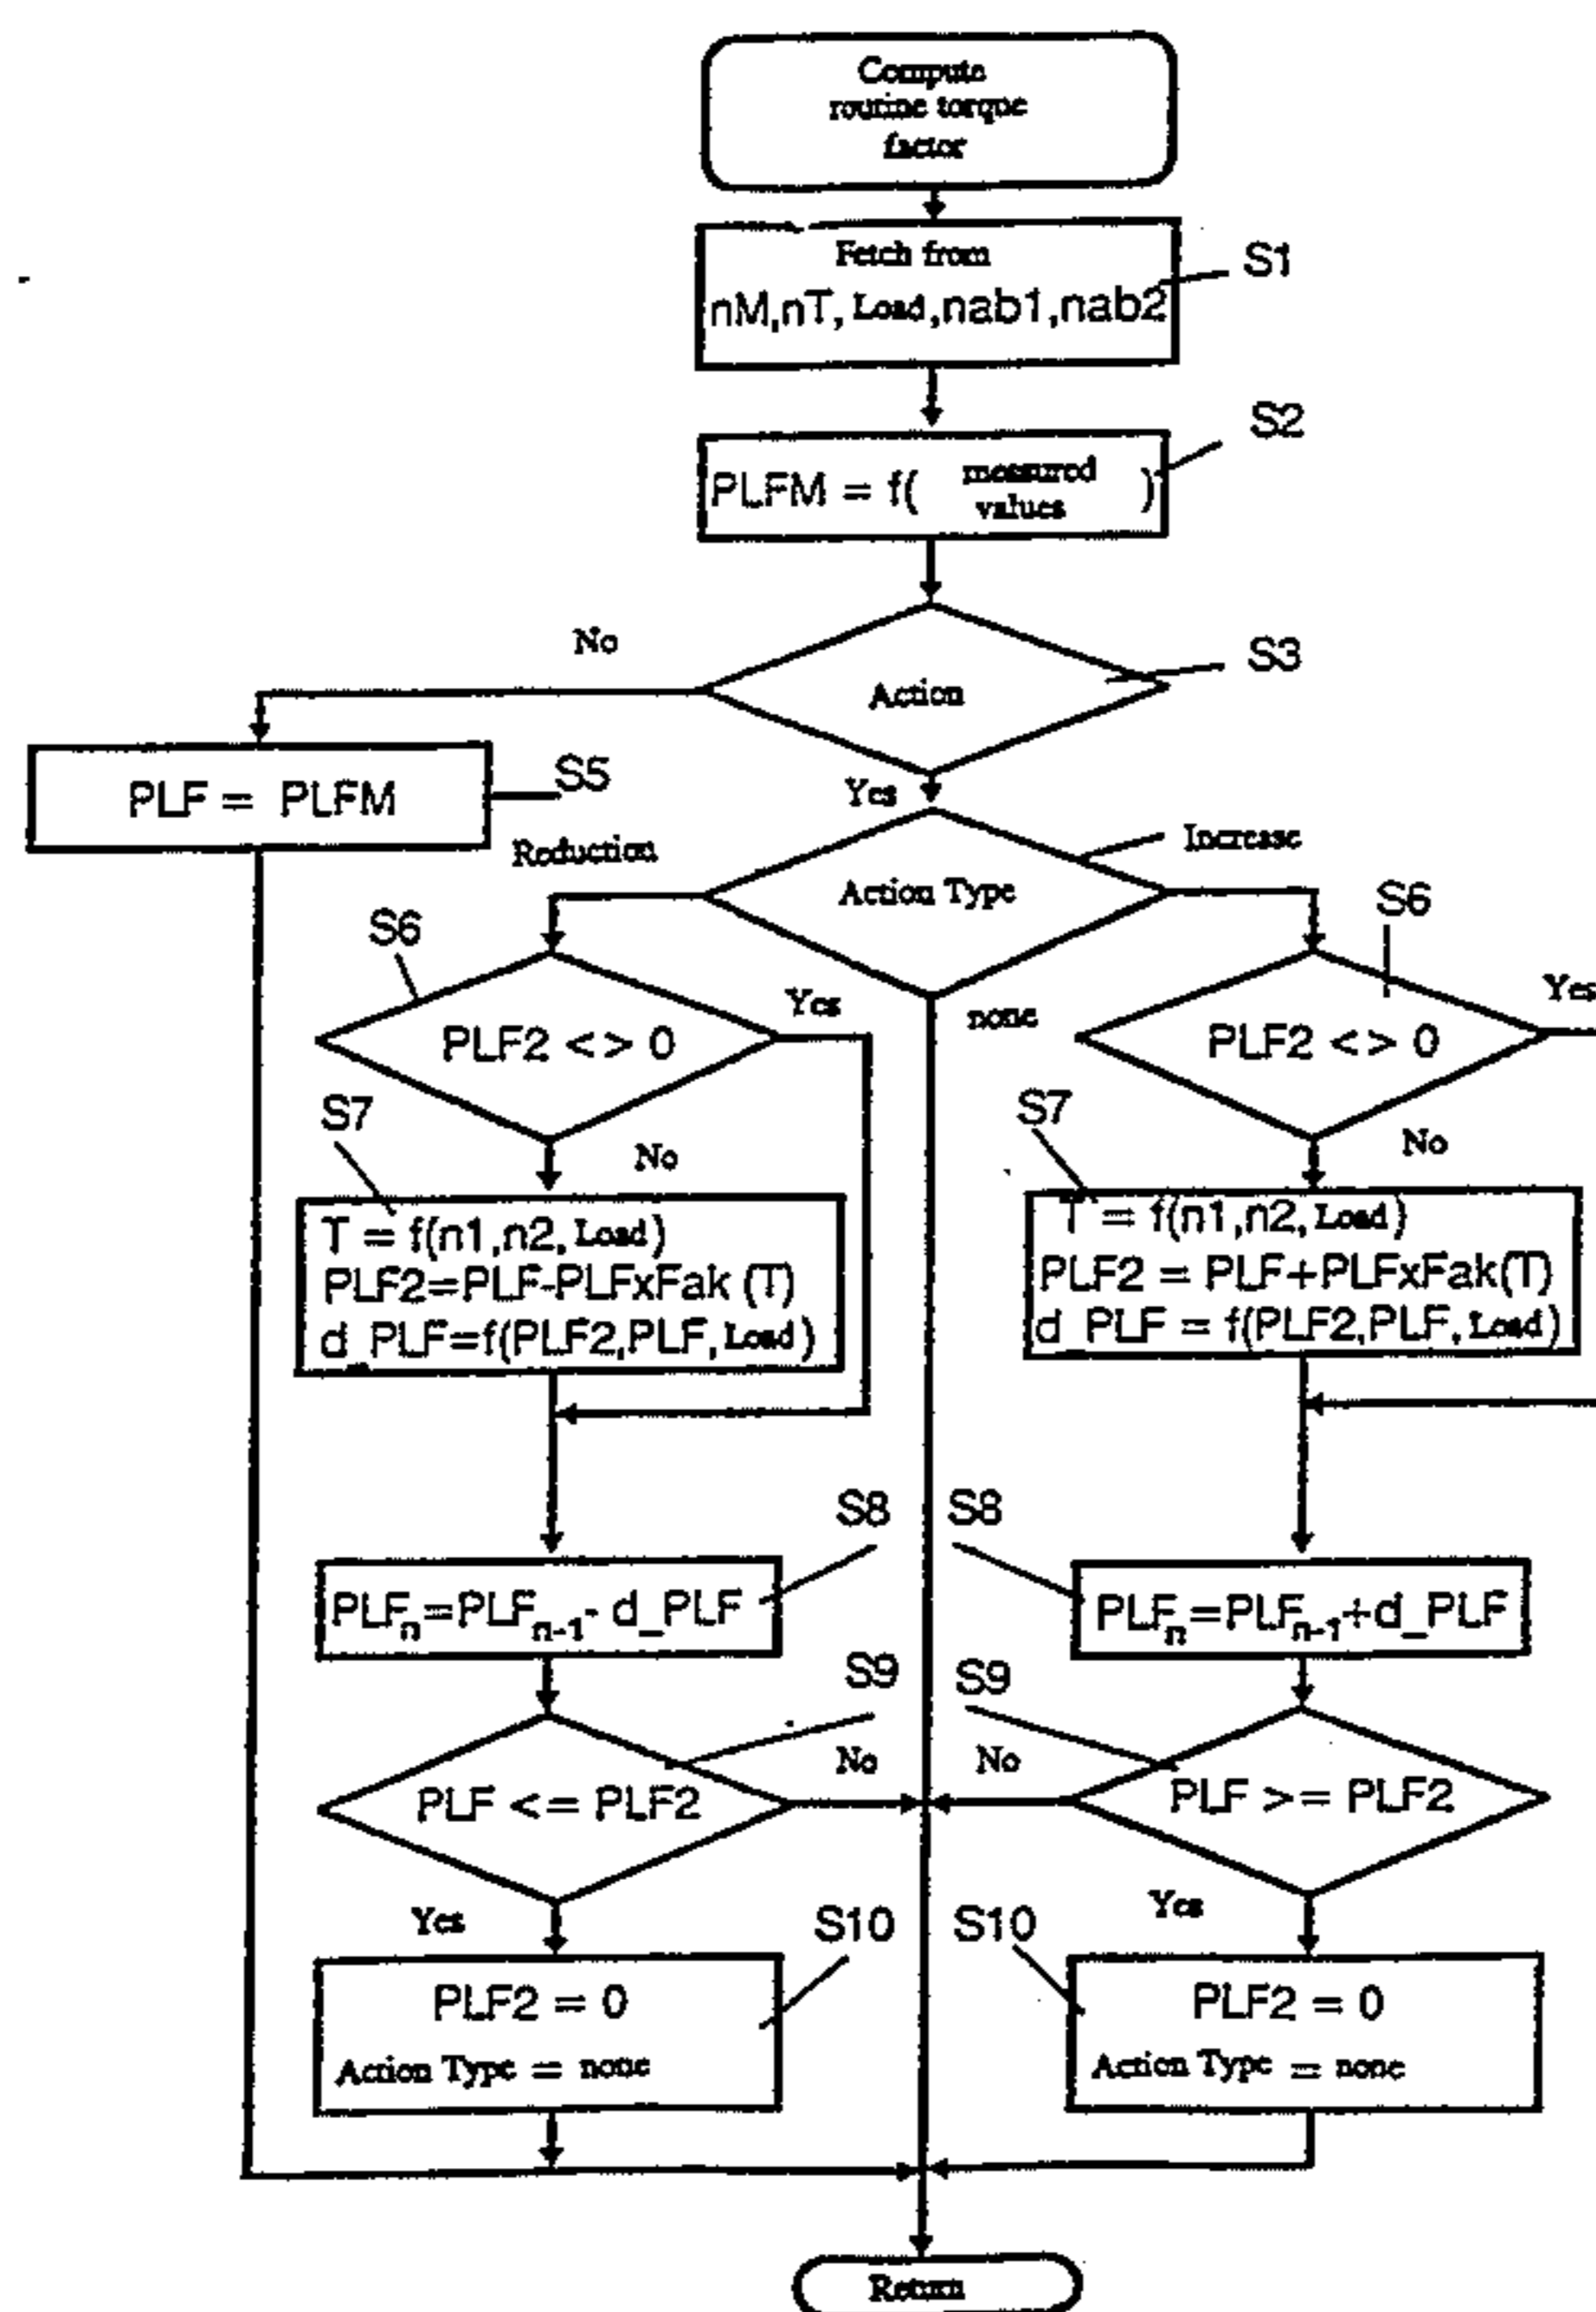 Compute
routine torque
factor
Fetch from
S1
nM,nT, Load,nab1,nab2
S2
PLFM = f( measured
values )
No
S3
Action
S5
PLF = PLFM
Yes
Reduction
Increase
Action Type
S6
S6
Yes
none
Yes
PLF2 <> 0
PLF2 <> 0
S7
No
S7
No
T = f(n1,n2, Load)
PLF2=PLF-PLFxFak (T)
d_PLF=f(PLF2,PLF, Load)
T = f(n1,n2, Load)
PLF2 = PLF+PLFxFak(T)
d PLF = f(PLF2,PLF, Load)
S8
S8
PLFn=PLFn-1- d_PLF
PLFn=PLFn-1+d_PLF
S9
S9
No
No
PLF <= PLF2
PLF >= PLF2
Yes
Yes
S10
S10
PLF2 = 0
Action Type = none
PLF2 = 0
Action Type = none
Return